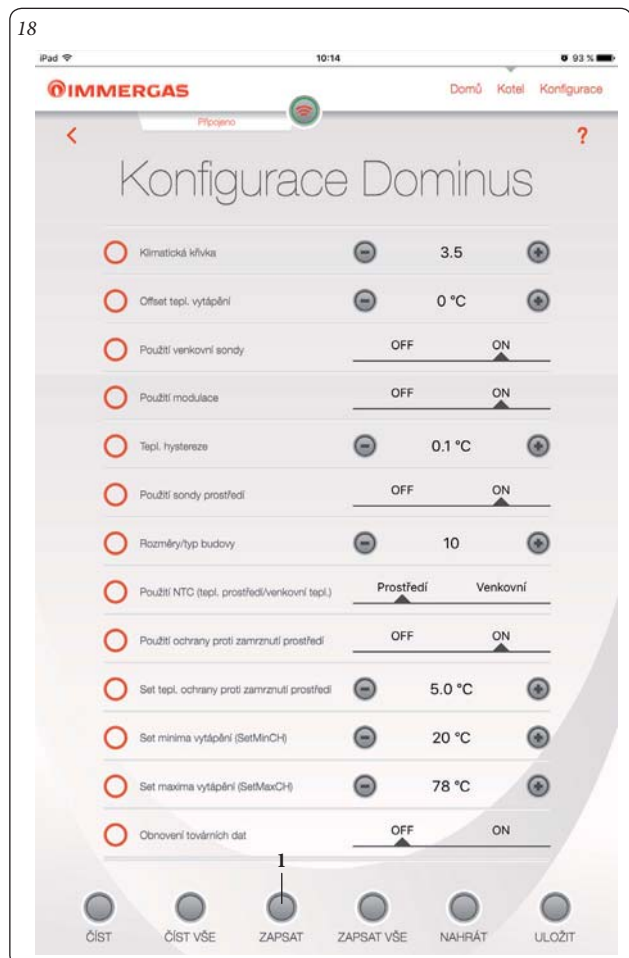 18
iPad 10:14 93 %
IMMERGAS Domů Kotel Konfigurace
Připojeno
< ?
Konfigurace Dominus
Klimatická křivka - 3.5 +
Offset tepl. vytápění - 0 °C +
Použití venkovní sondy OFF ON
Použití modulace OFF ON
Tepl. hystereze - 0.1 °C +
Použití sondy prostředí OFF ON
Rozměry/typ budovy - 10 +
Použití NTC (tepl. prostředí/venkovní tepl.) Prostředí Venkovní
Použití ochrany proti zamrznutí prostředí OFF ON
Set tepl. ochrany proti zamrznutí prostředí - 5.0 °C +
Set minima vytápění (SetMinCH) - 20 °C +
Set maxima vytápění (SetMaxCH) - 78 °C +
Obnovení továrních dat OFF ON
1
ČÍST ČÍST VŠE ZAPSAT ZAPSAT VŠE NAHRÁT ULOŽIT